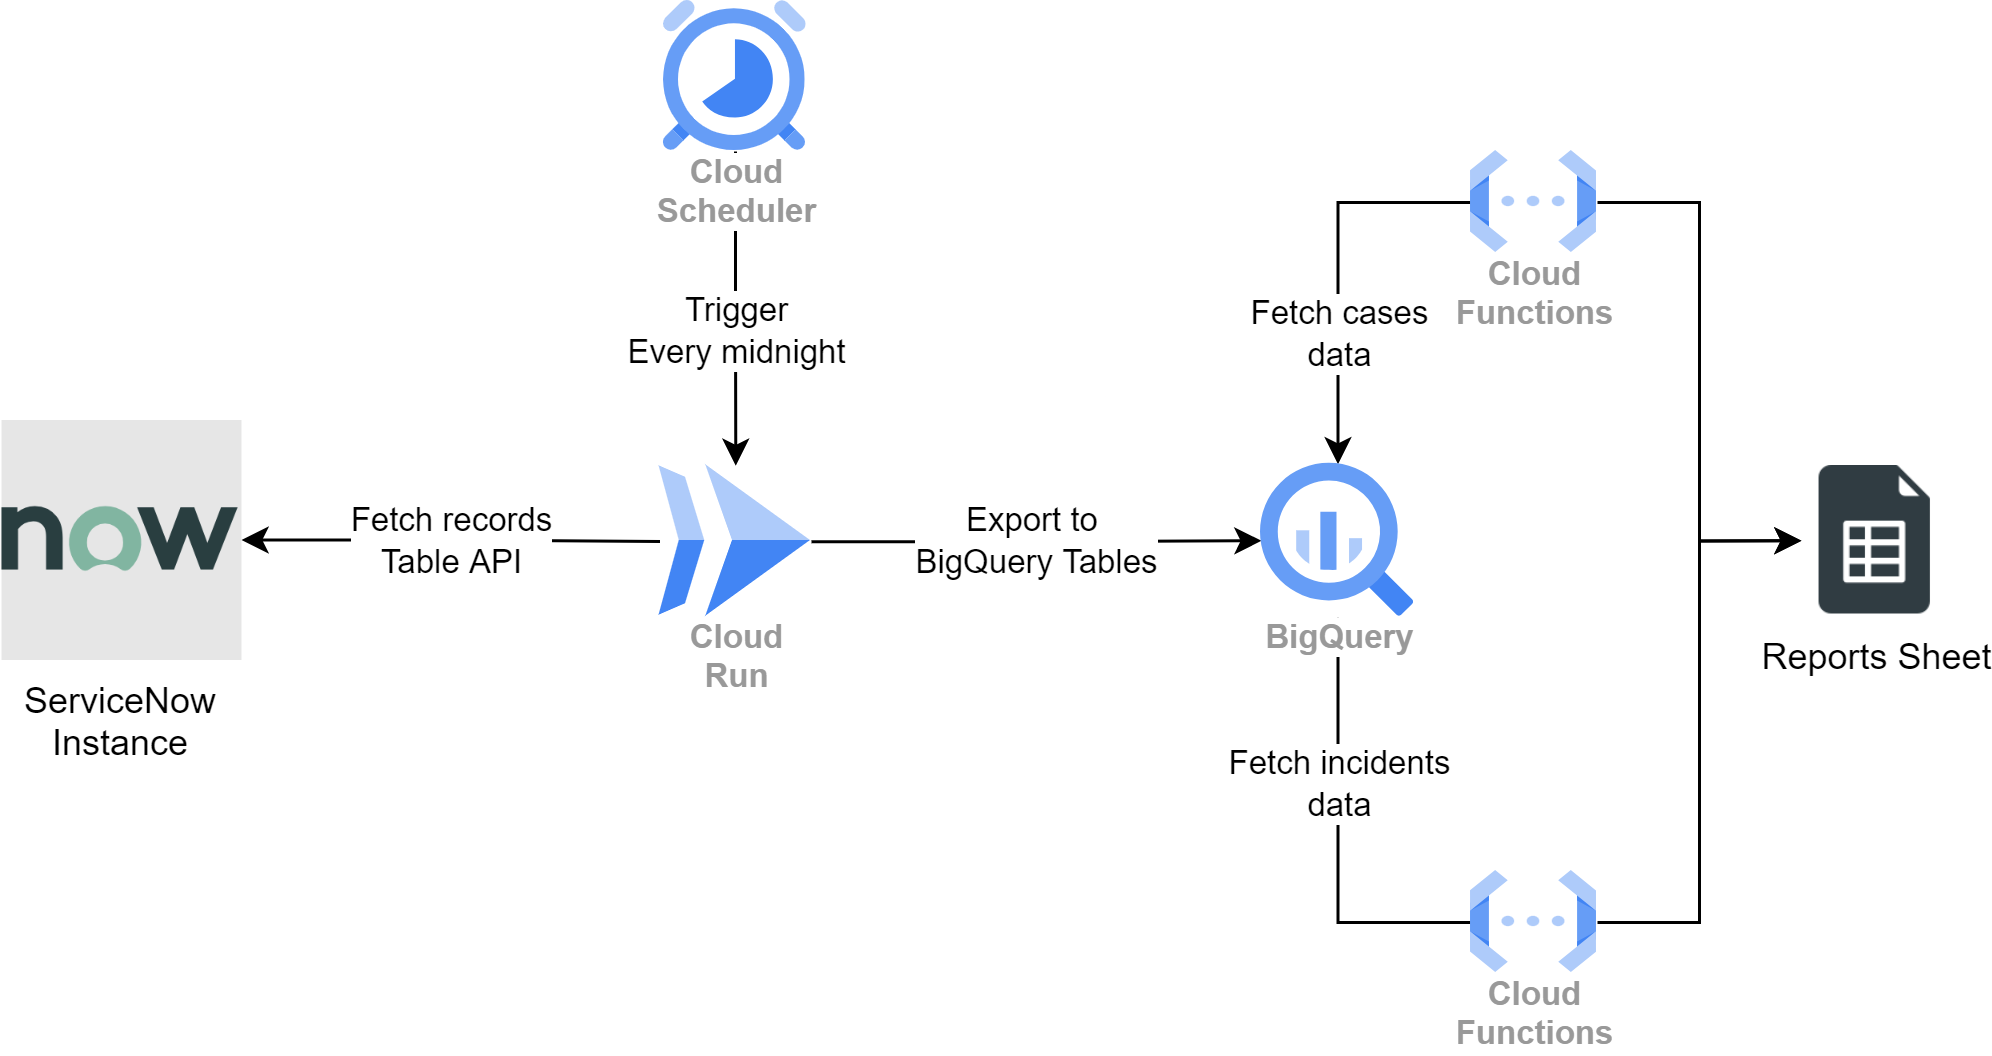 Cloud
Scheduler
Trigger
Every midnight
now
ServiceNow
Instance
Fetch records
Table API
Cloud
Run
Export to
BigQuery Tables
BigQuery
Fetch cases
data
Cloud
Functions
Fetch incidents
data
Cloud
Functions
Reports Sheet